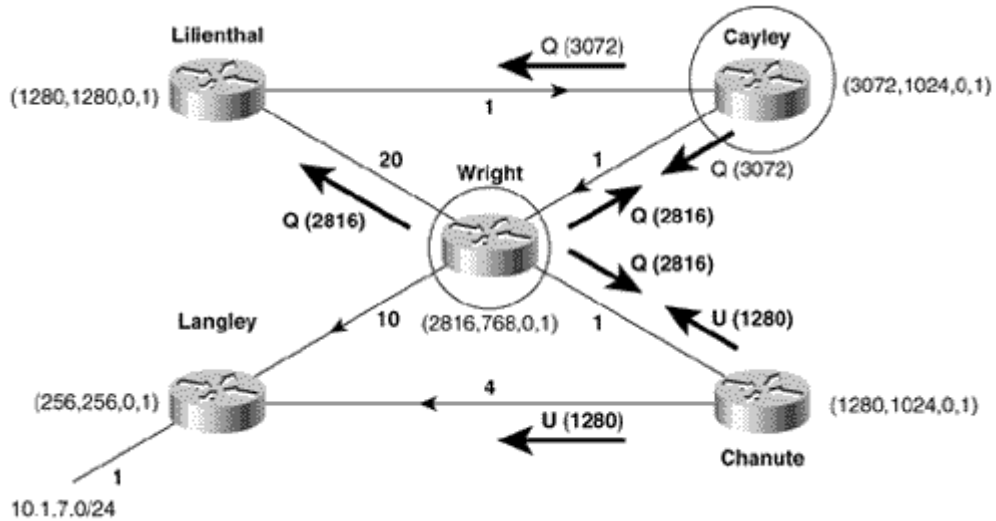 Lilienthal
Q (3072)
Cayley
(1280,1280,0,1)
(3072,1024,0,1)
1
20
1
Wright
Q (3072)
Q (2816)
Q (2816)
Q (2816)
Langley
10
(2816,768,0,1)
1
U (1280)
(256,256,0,1)
4
(1280,1024,0,1)
U (1280)
Chanute
1
10.1.7.0/24